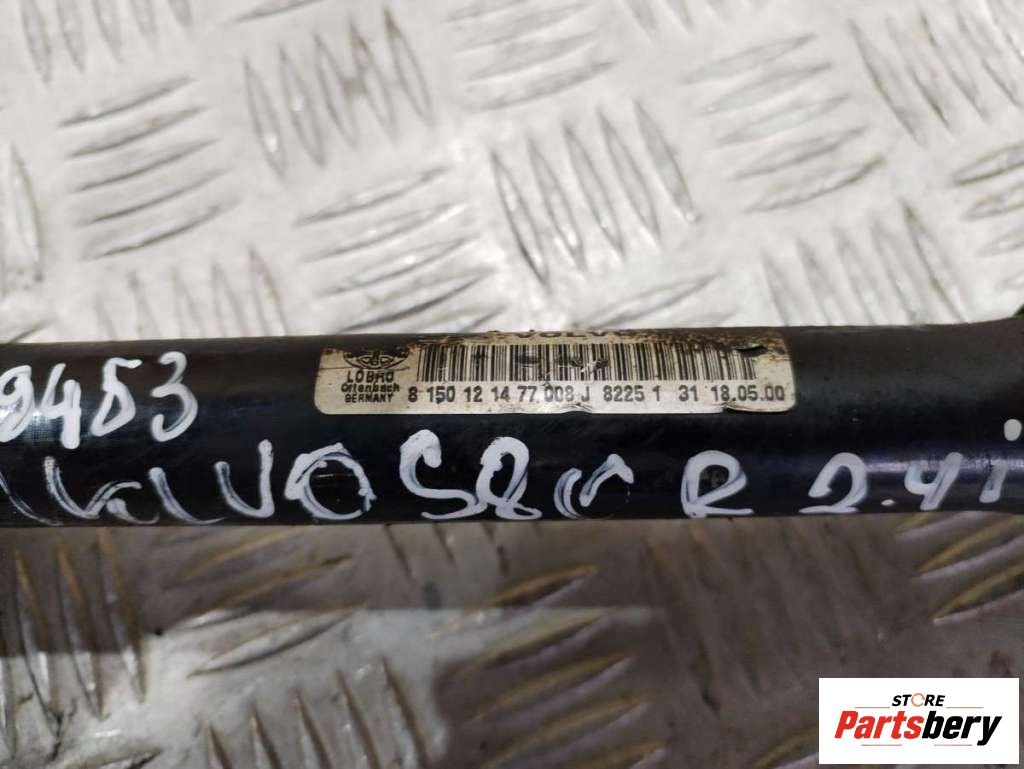 LOBRO
Offenbach
GERMANY
8 150 12 14 77 008 J 8225 1 31 18.05.00
9453
VOLVO S80 R 2.4i
STORE
Partsbery